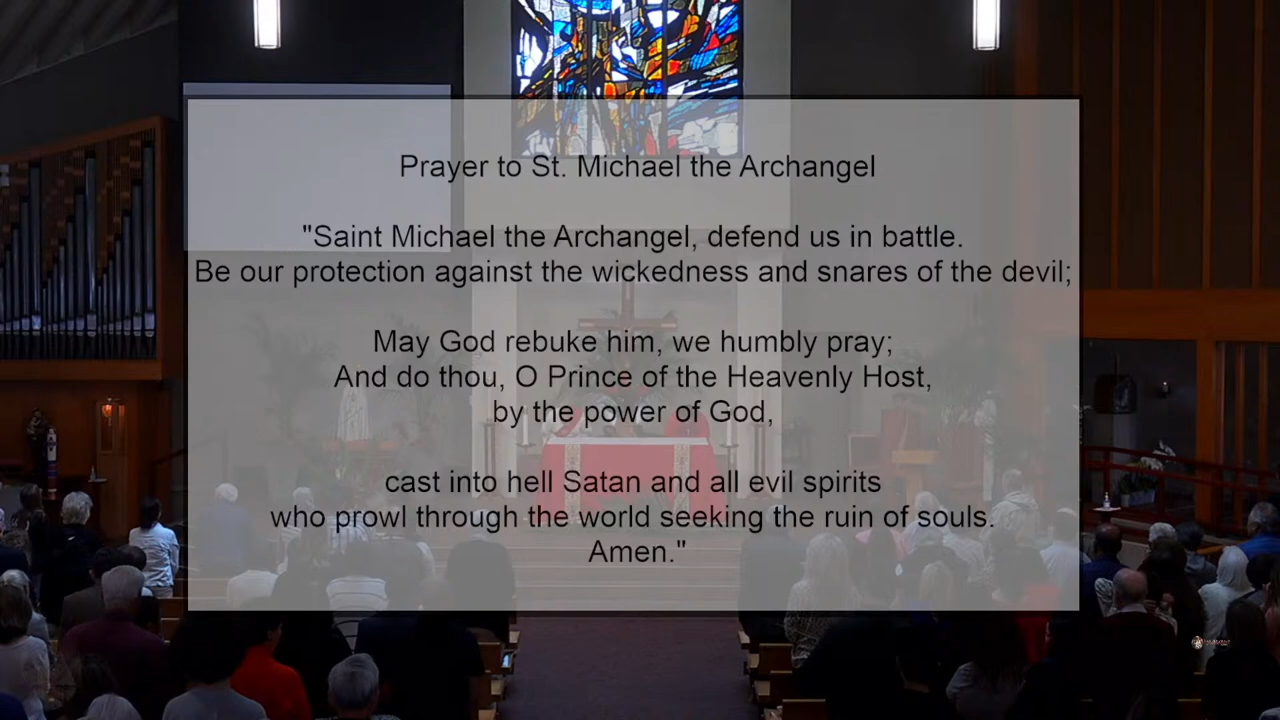 Prayer to St. Michael the Archangel
"Saint Michael the Archangel, defend us in battle.
Be our protection against the wickedness and snares of the devil;
May God rebuke him, we humbly pray;
And do thou, O Prince of the Heavenly Host,
by the power of God,
cast into hell Satan and all evil spirits
who prowl through the world seeking the ruin of souls.
Amen."